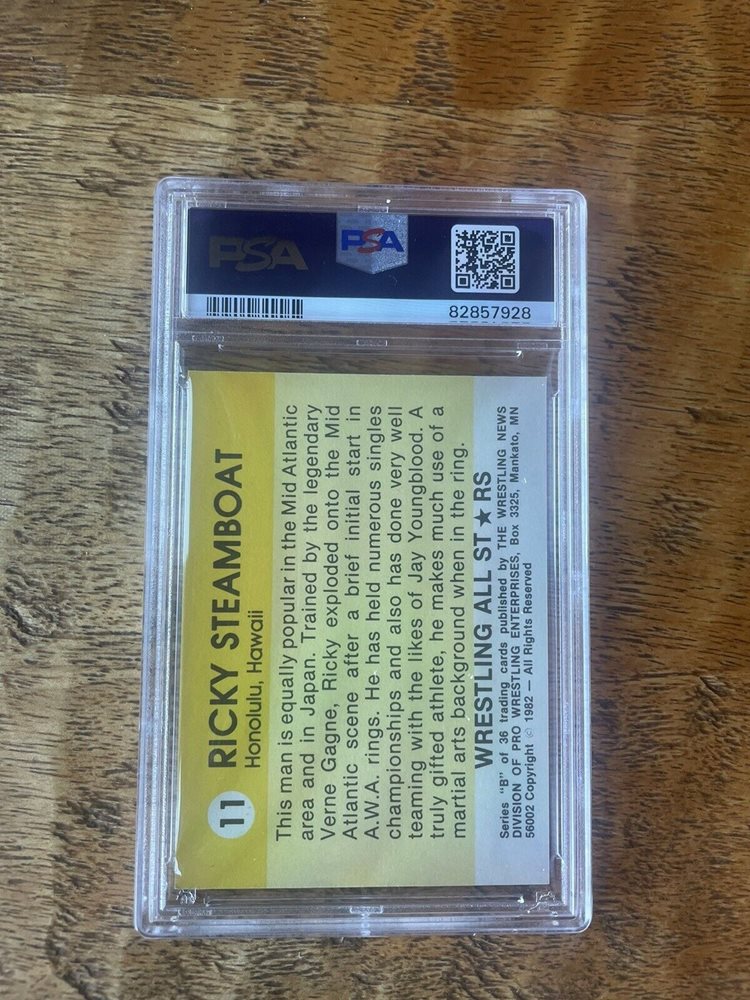 PSA
PSA
82857928
11 RICKY STEAMBOAT
Honolulu, Hawaii
This man is equally popular in the Mid Atlantic
area and in Japan. Trained by the legendary
Verne Gagne, Ricky exploded onto the Mid
Atlantic scene after a brief initial start in
A.W.A. rings. He has held numerous singles
championships and also has done very well
teaming with the likes of Jay Youngblood. A
truly gifted athlete, he makes much use of a
martial arts background when in the ring.
WRESTLING ALL ST★RS
Series "B" of 36 trading cards published by THE WRESTLING NEWS
DIVISION OF PRO WRESTLING ENTERPRISES, Box 3325, Mankato, MN
56002 Copyright © 1982 — All Rights Reserved